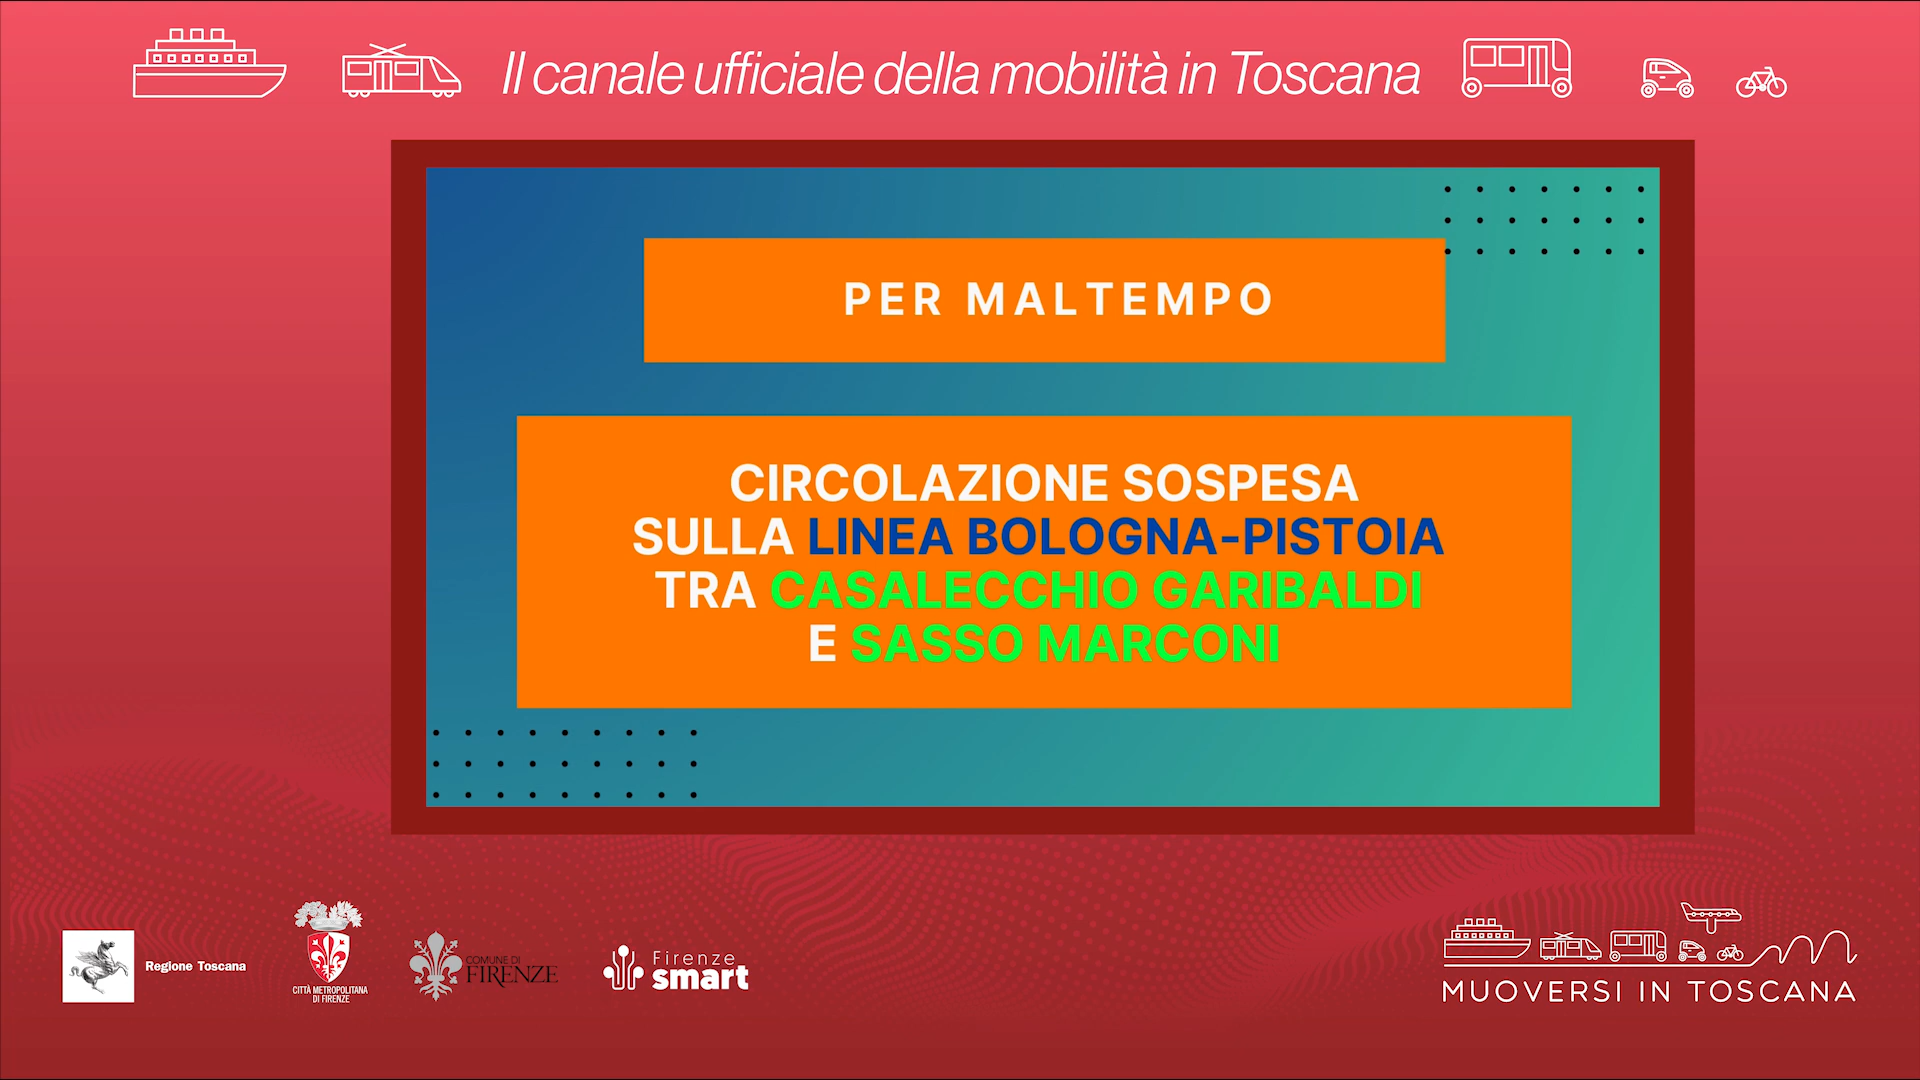 Il canale ufficiale della mobilità in Toscana
PER MALTEMPO
CIRCOLAZIONE SOSPESA
SULLA LINEA BOLOGNA-PISTOIA
TRA CASALECCHIO GARIBALDI
E SASSO MARCONI
Regione Toscana
CITTÀ METROPOLITANA
DI FIRENZE
COMUNE DI
FIRENZE
Firenze
smart
MUOVERSI IN TOSCANA